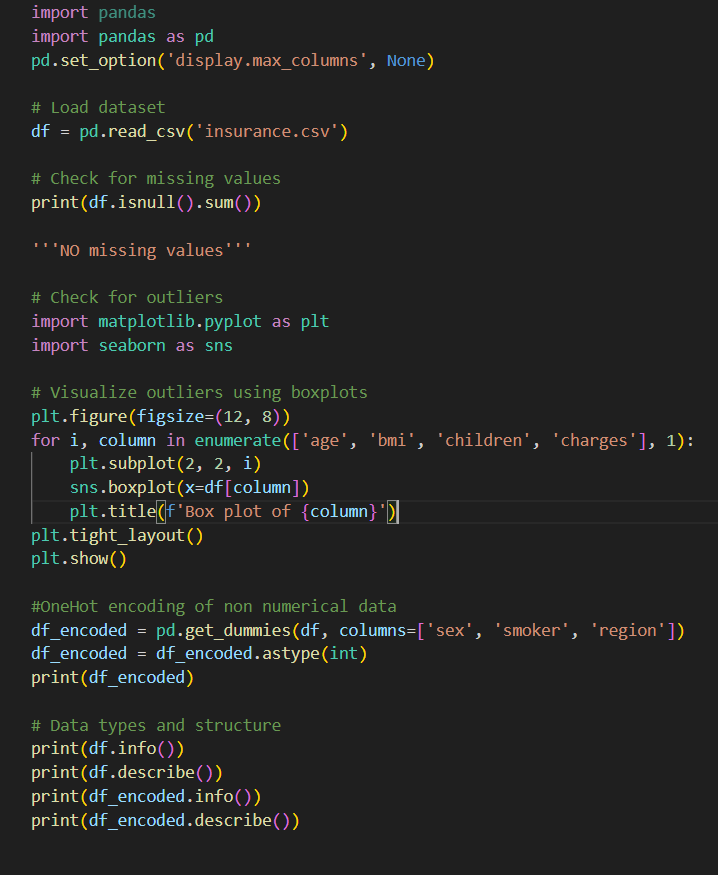 import pandas
import pandas as pd
pd.set_option('display.max_columns', None)
# Load dataset
df = pd.read_csv('insurance.csv')
# Check for missing values
print(df.isnull().sum())
'''NO missing values'''
# Check for outliers
import matplotlib.pyplot as plt
import seaborn as sns
# Visualize outliers using boxplots
plt.figure(figsize=(12, 8))
for i, column in enumerate(['age', 'bmi', 'children', 'charges'], 1):
    plt.subplot(2, 2, i)
    sns.boxplot(x=df[column])
    plt.title(f'Box plot of {column}')
plt.tight_layout()
plt.show()
#OneHot encoding of non numerical data
df_encoded = pd.get_dummies(df, columns=['sex', 'smoker', 'region'])
df_encoded = df_encoded.astype(int)
print(df_encoded)
# Data types and structure
print(df.info())
print(df.describe())
print(df_encoded.info())
print(df_encoded.describe())